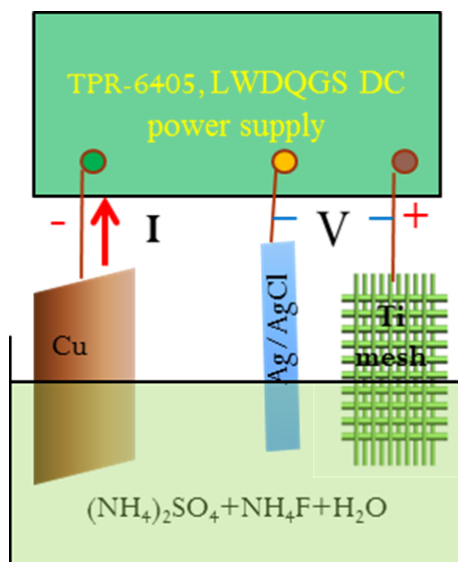 TPR-6405, LWDQGS DC
power supply
- I V +
Cu
Ag/AgCl
Ti
mesh
(NH₄)₂SO₄+NH₄F+H₂O